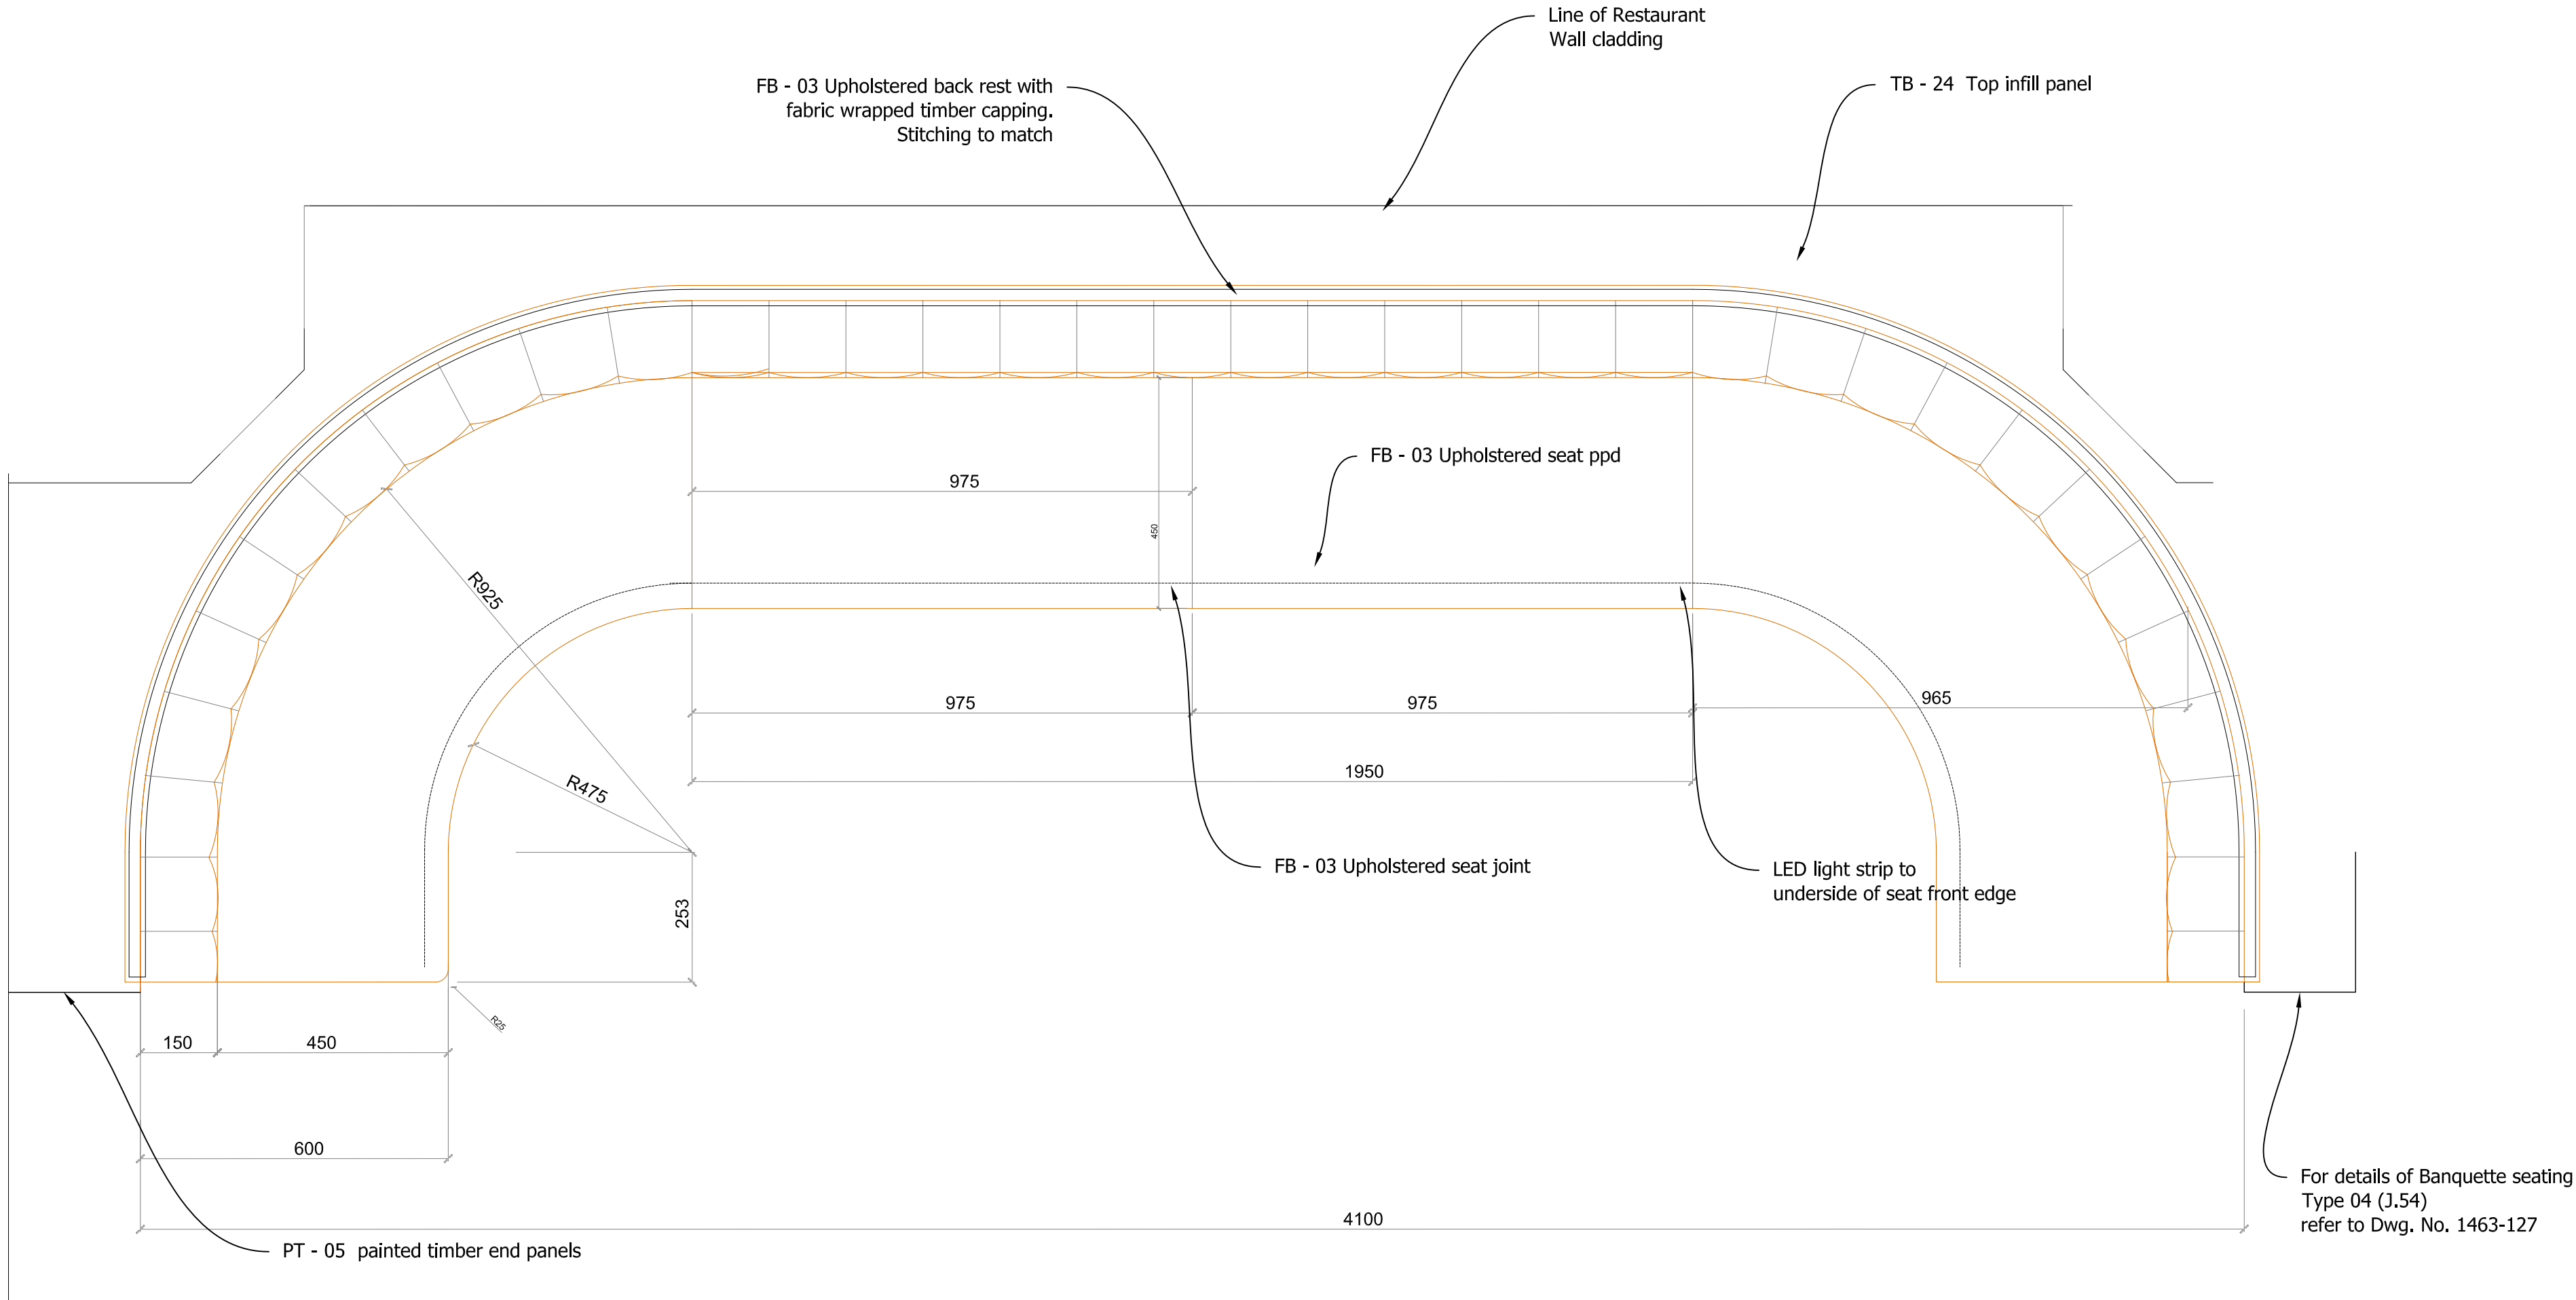 Line of Restaurant
Wall cladding
FB - 03 Upholstered back rest with
fabric wrapped timber capping.
Stitching to match
TB - 24 Top infill panel
FB - 03 Upholstered seat ppd
975
450
R925
975
975
965
1950
R475
FB - 03 Upholstered seat joint
LED light strip to
underside of seat front edge
253
R25
150
450
600
4100
For details of Banquette seating
Type 04 (J.54)
refer to Dwg. No. 1463-127
PT - 05 painted timber end panels